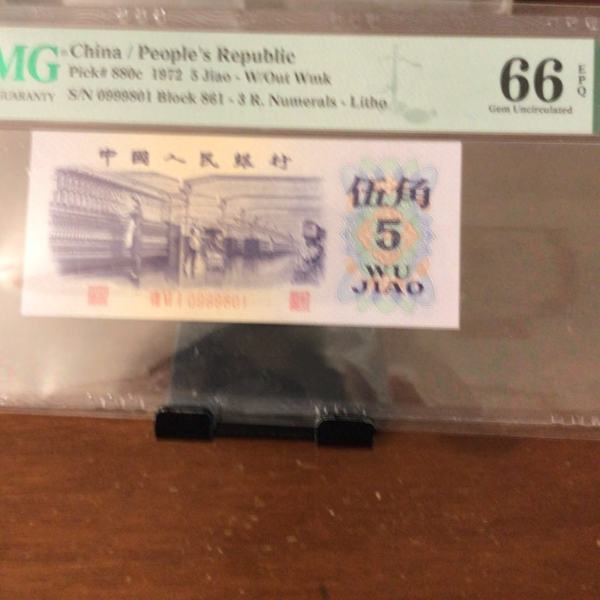 MG
GUARANTY
China / People's Republic
Pick# 880c 1972 5 Jiao - W/Out Wmk
S/N 0999801 Block 861 - 3 R. Numerals - Litho
66
EPQ
Gem Uncirculated
中國人民銀行
伍角
5
WU
JIAO
0999801